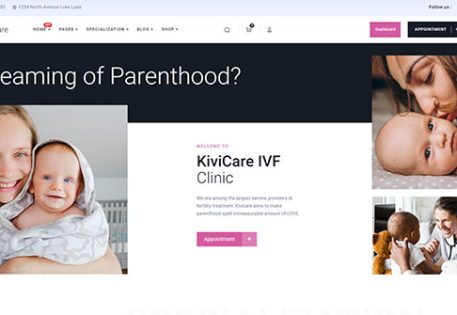 1234 North Avenue Luke Lane
Follow us :
are
HOME
PAGES
SPECIALIZATION
BLOG
SHOP
Dashboard
APPOINTMENT
eaming of Parenthood?
WELCOME TO
KiviCare IVF
Clinic
We are among the largest service providers in
fertility treatment. Kivicare aims to make
parenthood spell immeasurable amount of LOVE.
Appointment +